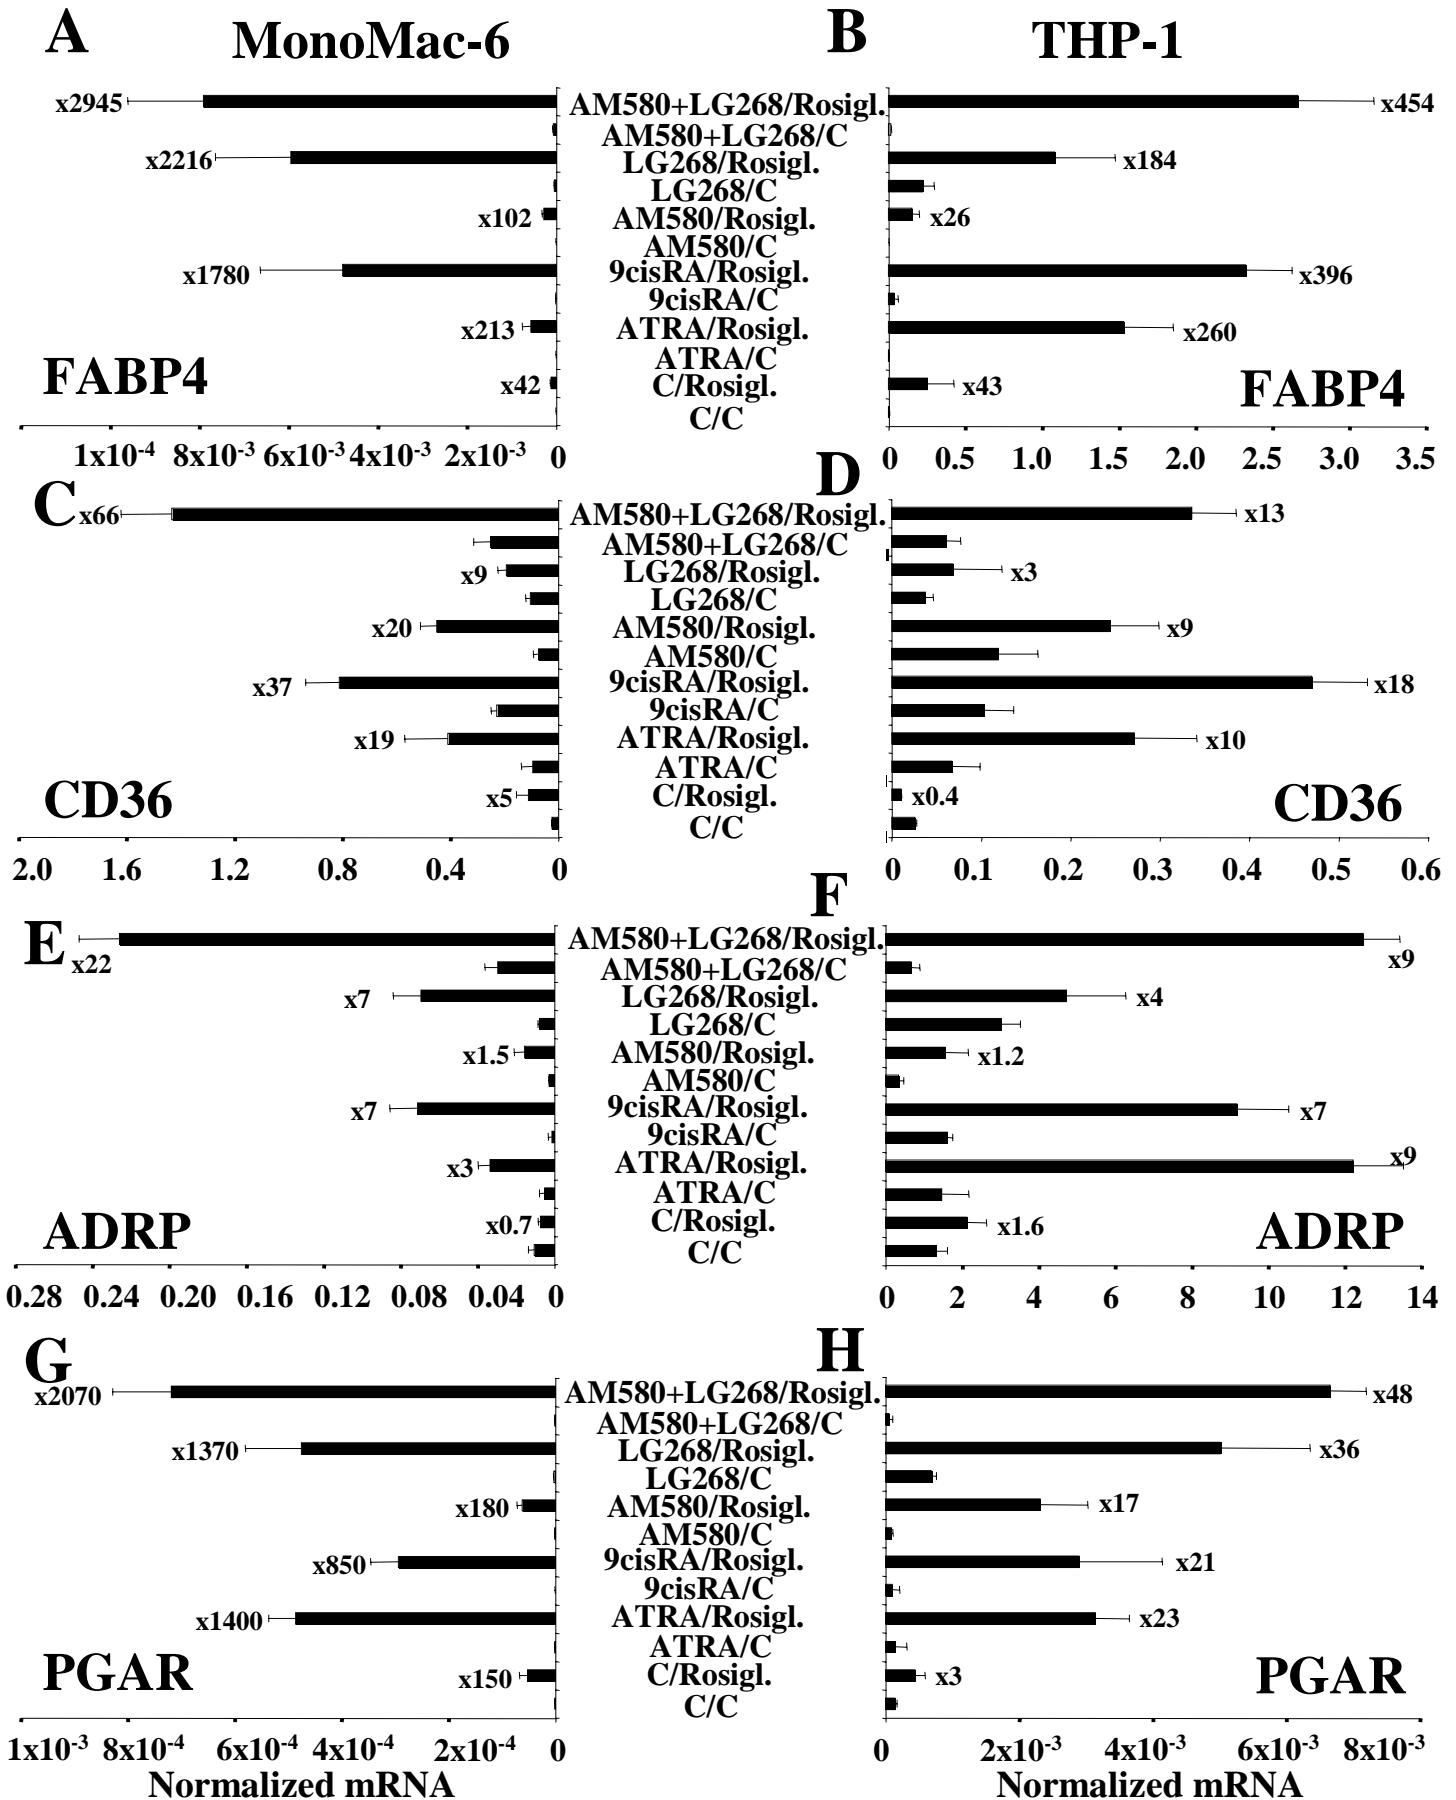 A MonoMac-6 B THP-1
x2945 AM580+LG268/Rosigl. x454
AM580+LG268/C
x2216 LG268/Rosigl. x184
LG268/C
x102 AM580/Rosigl. x26
AM580/C
x1780 9cisRA/Rosigl. x396
9cisRA/C
x213 ATRA/Rosigl. x260
ATRA/C
FABP4 x42 C/Rosigl. x43 FABP4
C/C
1x10-4 8x10-3 6x10-3 4x10-3 2x10-3 0 0 0.5 1.0 1.5 2.0 2.5 3.0 3.5
C D
x66 AM580+LG268/Rosigl. x13
AM580+LG268/C
x9 LG268/Rosigl. x3
LG268/C
x20 AM580/Rosigl. x9
AM580/C
x37 9cisRA/Rosigl. x18
9cisRA/C
x19 ATRA/Rosigl. x10
ATRA/C
CD36 x5 C/Rosigl. x0.4 CD36
C/C
2.0 1.6 1.2 0.8 0.4 0 0 0.1 0.2 0.3 0.4 0.5 0.6
E F
x22 AM580+LG268/Rosigl. x9
AM580+LG268/C
x7 LG268/Rosigl. x4
LG268/C
x1.5 AM580/Rosigl. x1.2
AM580/C
x7 9cisRA/Rosigl. x7
9cisRA/C
x3 ATRA/Rosigl. x9
ATRA/C
ADRP x0.7 C/Rosigl. x1.6 ADRP
C/C
0.28 0.24 0.20 0.16 0.12 0.08 0.04 0 0 2 4 6 8 10 12 14
G H
x2070 AM580+LG268/Rosigl. x48
AM580+LG268/C
x1370 LG268/Rosigl. x36
LG268/C
x180 AM580/Rosigl. x17
AM580/C
x850 9cisRA/Rosigl. x21
9cisRA/C
x1400 ATRA/Rosigl. x23
ATRA/C
PGAR x150 C/Rosigl. x3 PGAR
C/C
1x10-3 8x10-4 6x10-4 4x10-4 2x10-4 0 0 2x10-3 4x10-3 6x10-3 8x10-3
Normalized mRNA Normalized mRNA